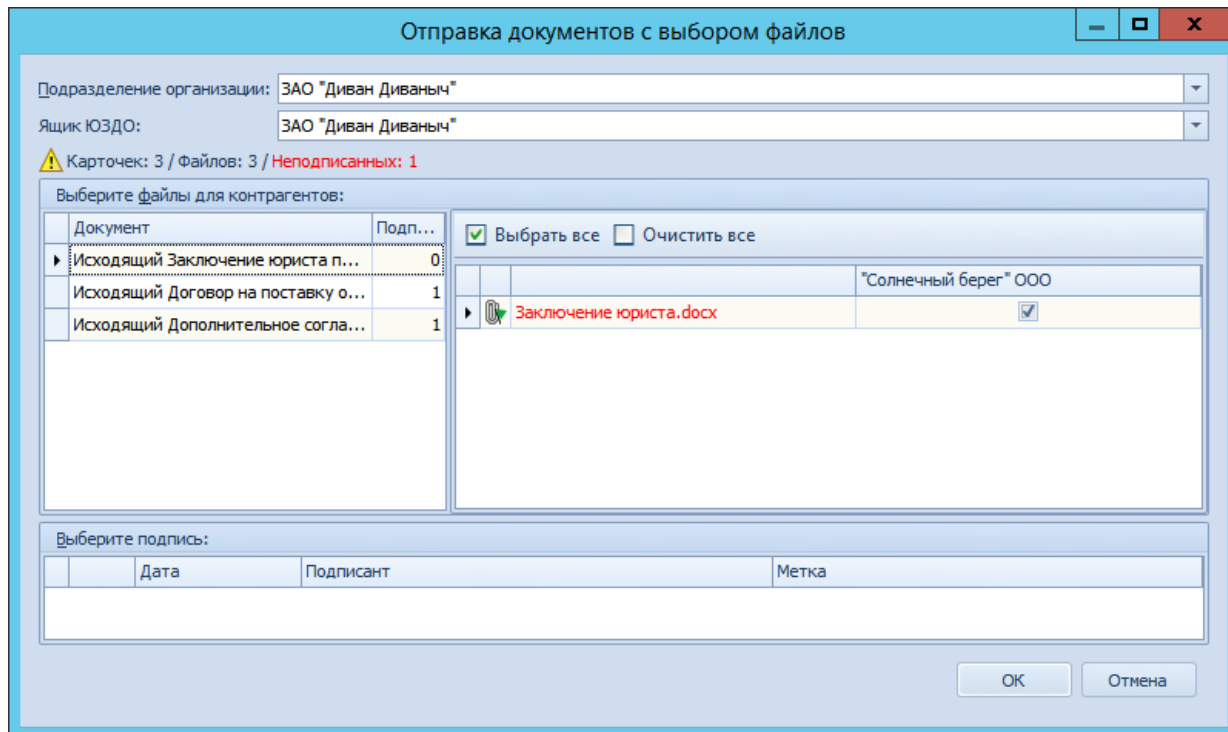 Отправка документов с выбором файлов
Подразделение организации: ЗАО "Диван Диваныч"
Ящик ЮЗДО: ЗАО "Диван Диваныч"
Карточек: 3 / Файлов: 3 / Неподписанных: 1
Выберите файлы для контрагентов:
Документ Подп...
Исходящий Заключение юриста п... 0
Исходящий Договор на поставку о... 1
Исходящий Дополнительное согла... 1
Выбрать все Очистить все
"Солнечный берег" ООО
Заключение юриста.docx
Выберите подпись:
Дата Подписант Метка
ОК Отмена